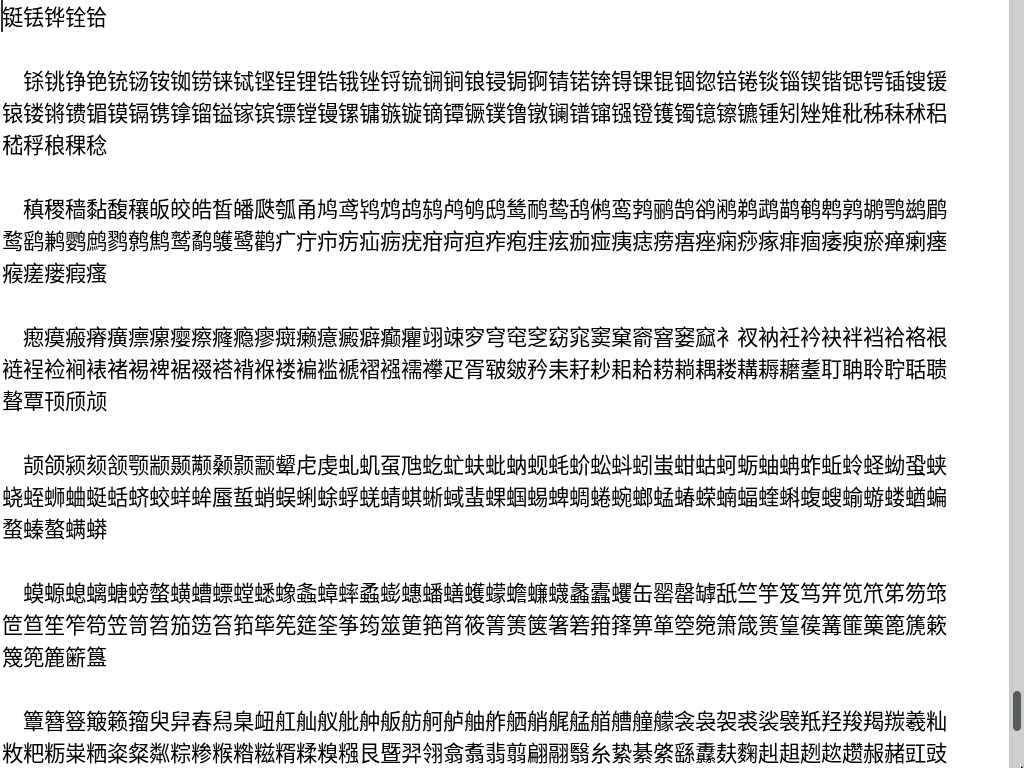 铤铥铧铨铪
铩铫铮铯铳铴铵铷铹铼铽铿锃锂锆锇锉锊锍锎锏锒锓锔锕锖锘锛锝锞锟锢锪锫锩锬锱锲锴锶锷锸锼锾
锿镂锵镄镅镆镉镌镎镏镒镓镔镖镗镘镙镛镞镟镝镡镢镤镥镦镧镨镩镪镫镬镯镱镲镳锺矧矬雉秕秭秣秫稆
嵇稃稂稞稔
稹稷穑黏馥穰皈皎皓皙皤瓞瓠甬鸠鸢鸨鸩鸪鸫鸬鸲鸱鸶鸸鸷鸹鸺鸾鹁鹂鹄鹆鹇鹈鹉鹋鹌鹎鹑鹕鹗鹚鹛
鹜鹞鹣鹦鹧鹨鹩鹪鹫鹬鹱鹭鹳疒疔疖疠疝疬疣疳疴疸痄疱疰痃痂痖痍痣痨痦痤痫痧瘃痱痼痿瘐瘀瘅瘌瘗
瘊瘥瘘瘕瘙
瘛瘼瘢瘠癀瘭瘰瘿瘵癃瘾瘳癍癞癔癜癖癫癯翊竦穸穹窀窆窈窕窦窠窬窨窭窳衤衩衲衽衿袂袢裆袷袼裉
裢裎裣裥裱褚裼裨裾裰褡褙褓褛褊褴褫褶襁襦襻疋胥皲皴矜耒耔耖耜耠耢耥耦耧耩耨耱耋耵聃聆聍聒聩
聱覃顸颀颃
颉颌颍颏颔颚颛颞颟颡颢颥颦虍虔虬虮虿虺虼虻蚨蚍蚋蚬蚝蚧蚣蚪蚓蚩蚶蛄蚵蛎蚰蚺蚱蚯蛉蛏蚴蛩蛱
蛲蛭蛳蛐蜓蛞蛴蛟蛘蛑蜃蜇蛸蜈蜊蜍蜉蜣蜻蜞蜥蜮蜚蜾蝈蜴蜱蜩蜷蜿螂蜢蝽蝾蝻蝠蝰蝌蝮螋蝓蝣蝼蝤蝙
蝥螓螯螨蟒
蟆螈螅螭螗螃螫蟥螬螵螳蟋蟓螽蟑蟀蟊蟛蟪蟠蟮蠖蠓蟾蠊蠛蠡蠹蠼缶罂罄罅舐竺竽笈笃笄笕笊笫笏筇
笸笪笙笮笱笠笥笤笳笾笞筘筚筅筵筌筝筠筮筻筢筲筱箐箦箧箸箬箝箨箅箪箜箢箫箴篑篁篌篝篚篥篦篪簌
篾篼簏簖簋
簟簪簦簸籁籀臾舁舂舄臬衄舡舢舣舭舯舨舫舸舻舳舴舾艄艉艋艏艚艟艨衾袅袈裘裟襞羝羟羧羯羰羲籼
敉粑粝粜粞粢粲粼粽糁糇糌糍糈糅糗糨艮暨羿翎翕翥翡翦翩翮翳糸絷綦綮繇纛麸麴赳趄趔趑趱赧赭豇豉